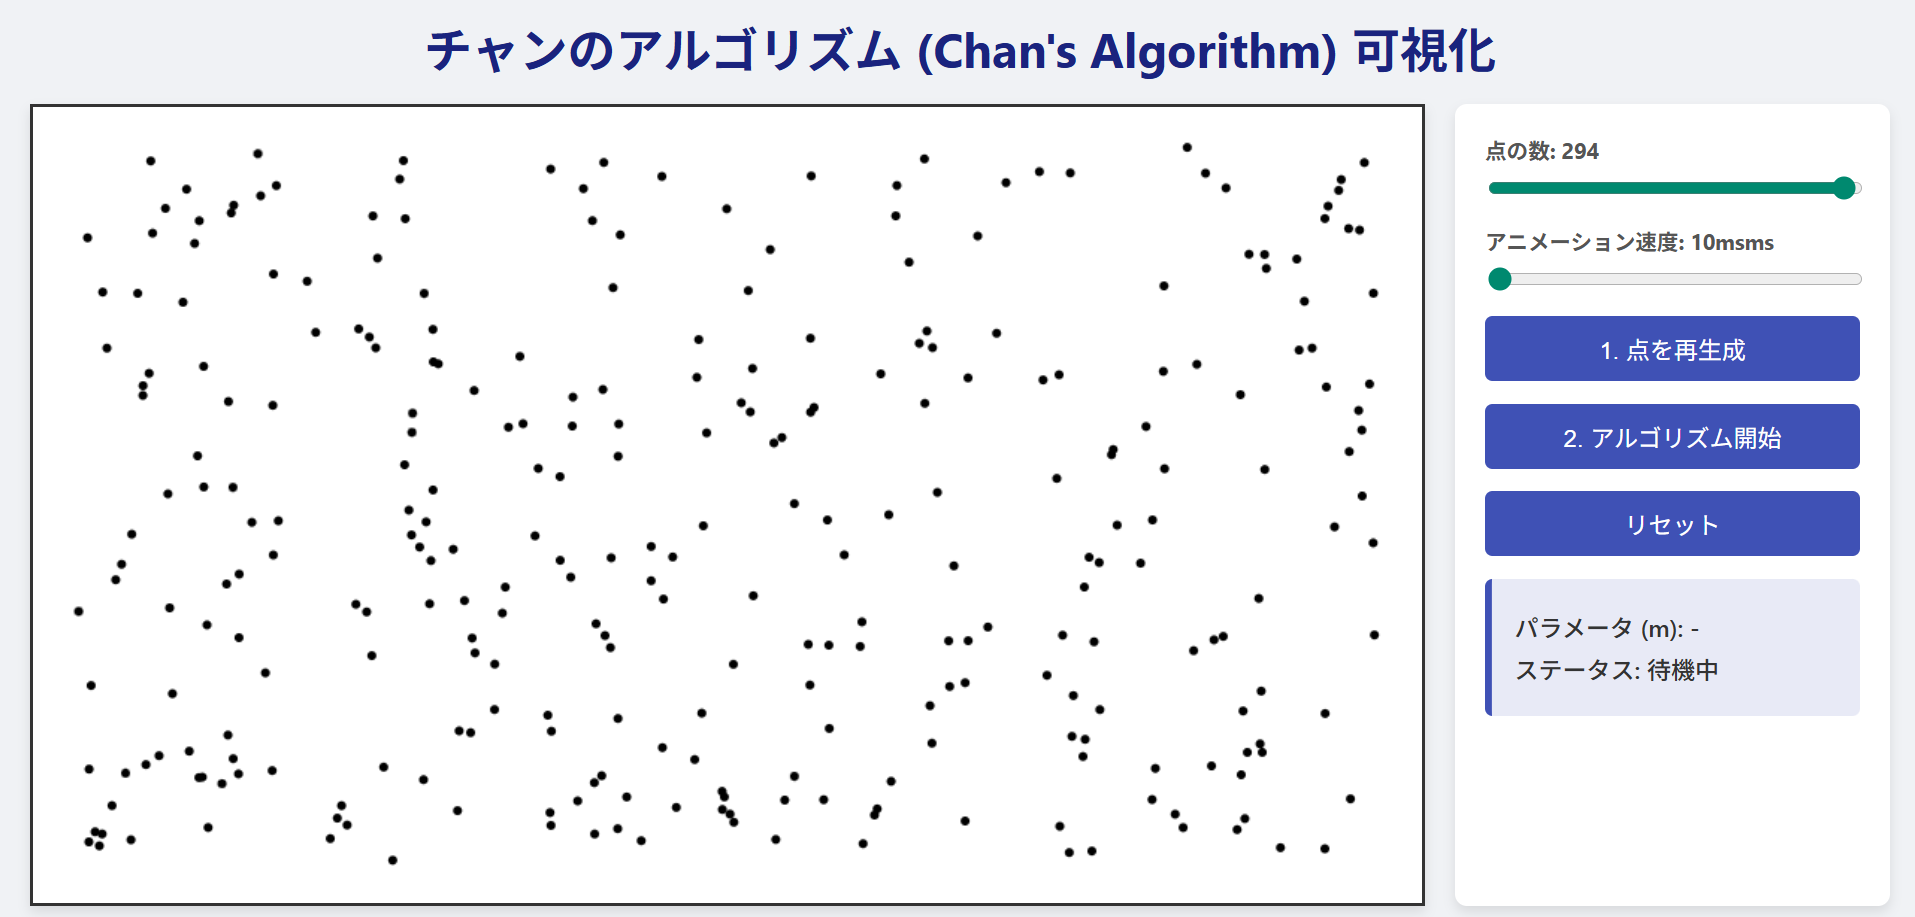 チャンのアルゴリズム (Chan's Algorithm) 可視化
点の数: 294
アニメーション速度: 10msms
1. 点を再生成
2. アルゴリズム開始
リセット
パラメータ (m): -
ステータス: 待機中